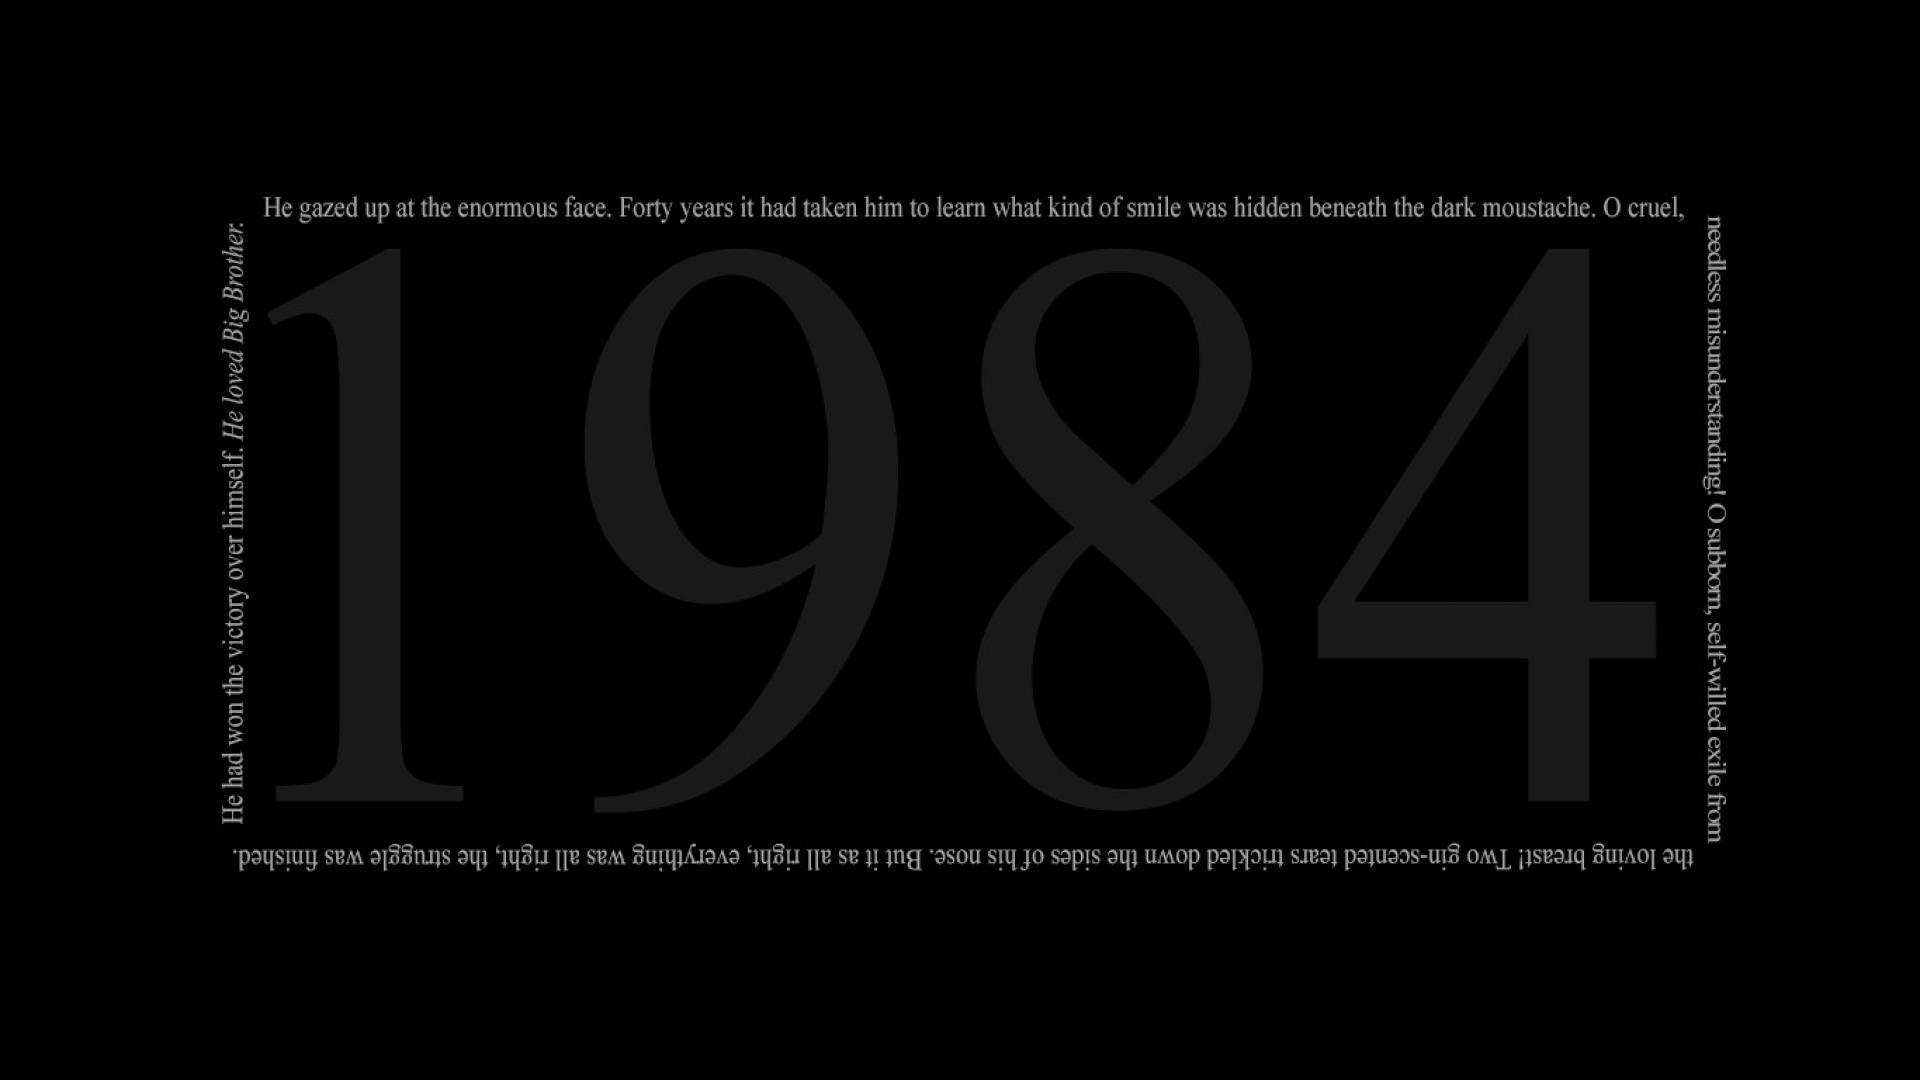 He gazed up at the enormous face. Forty years it had taken him to learn what kind of smile was hidden beneath the dark moustache. O cruel,
needless misunderstanding! O subborn, self-willed exile from
the loving breast! Two gin-scented tears trickled down the sides of his nose. But it as all right, everything was all right, the struggle was finished.
He had won the victory over himself. He loved Big Brother.
1984